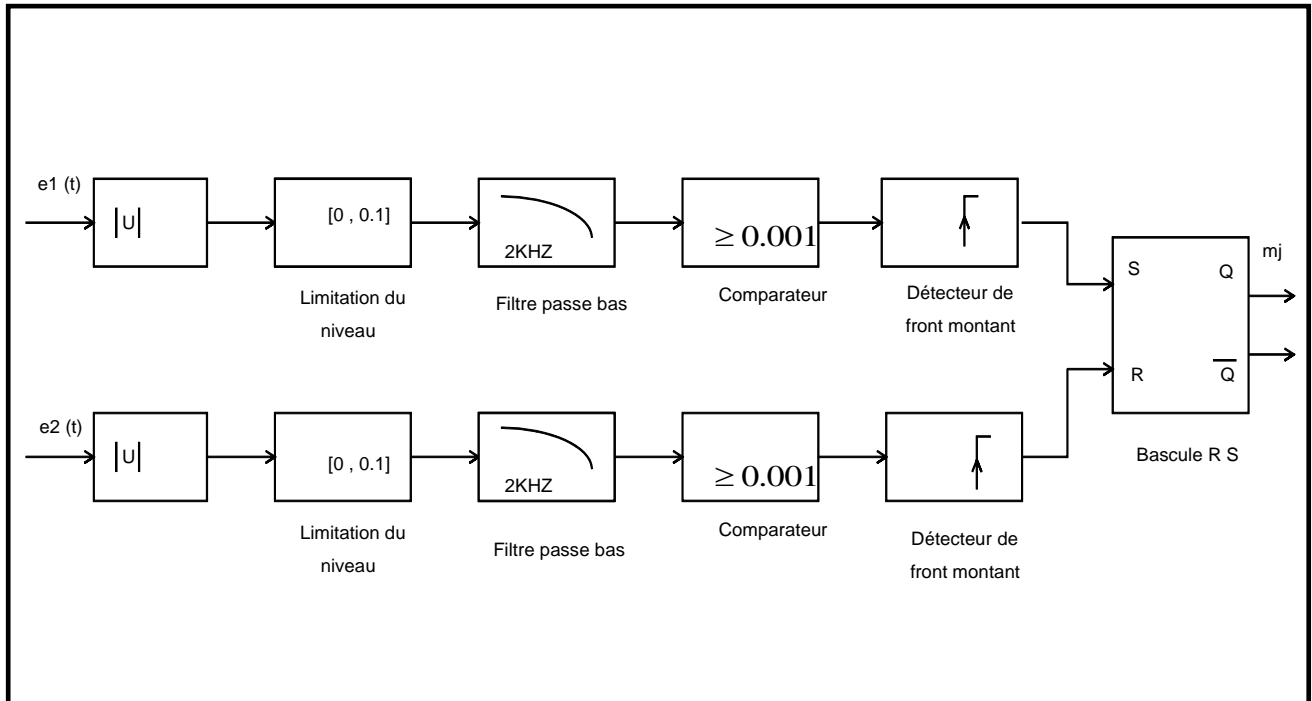 e1 (t)
|U|
[0 , 0.1]
2KHZ
≥ 0.001
Limitation du
niveau
Filtre passe bas
Comparateur
Détecteur de
front montant
S
Q
mj
R
Q̅
Bascule R S
e2 (t)
|U|
[0 , 0.1]
2KHZ
≥ 0.001
Limitation du
niveau
Filtre passe bas
Comparateur
Détecteur de
front montant